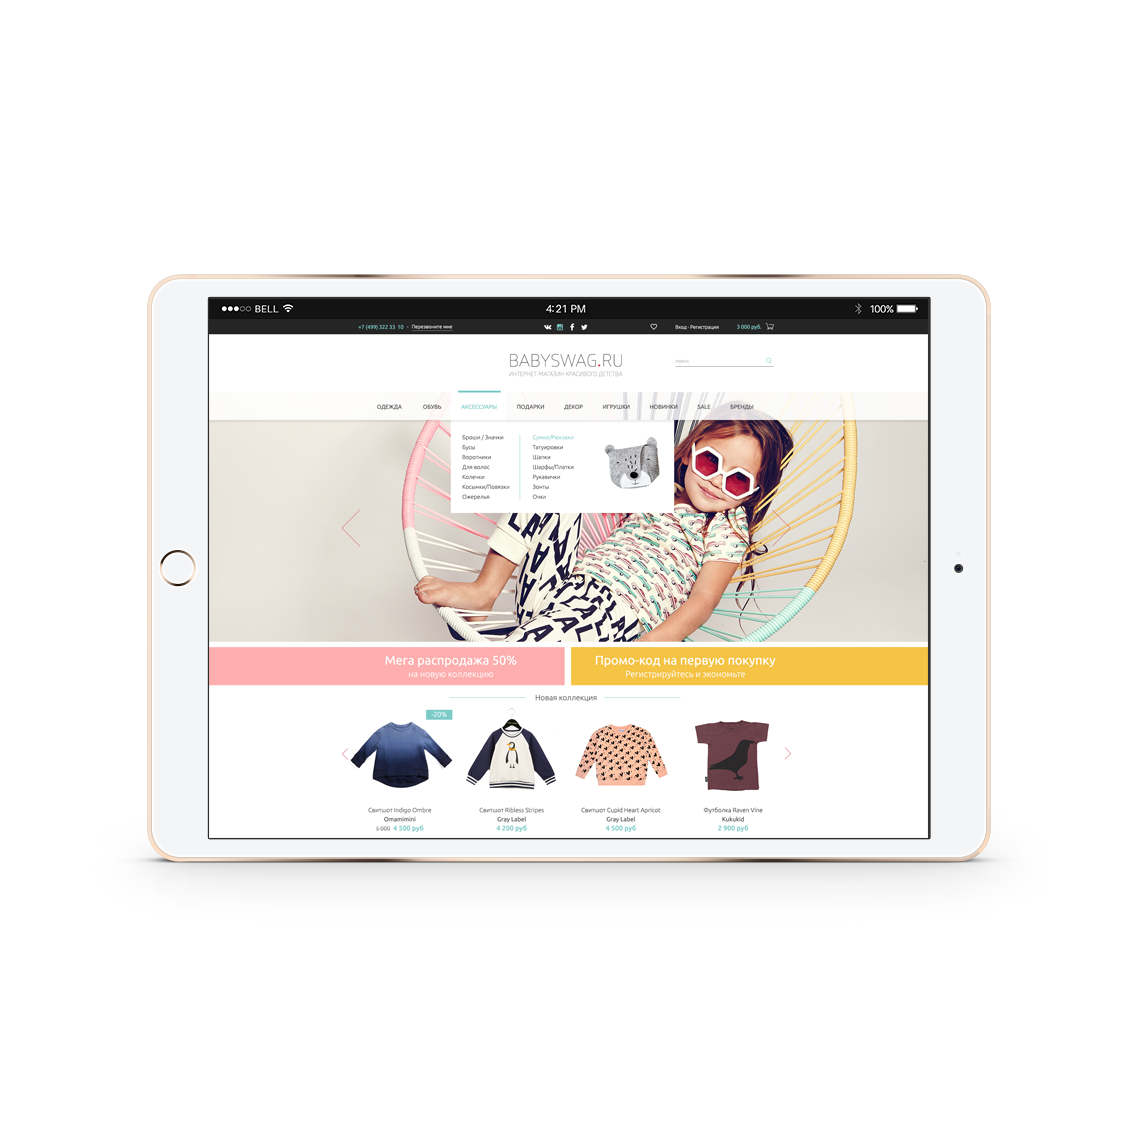 BELL 4:21 PM 100%
+7 (499) 322 33 10 - Перезвоните мне Вход - Регистрация 3 000 руб.
BABYSWAG.RU
поиск
ИНТЕРНЕТ-МАГАЗИН КРАСИВОГО ДЕТСТВА
ОДЕЖДА ОБУВЬ АКСЕССУАРЫ ПОДАРКИ ДЕКОР ИГРУШКИ НОВИНКИ SALE БРЕНДЫ
Броши / Значки Сумки/Рюкзаки
Бусы Татуировки
Воротники Шапки
Для волос Шарфы/Платки
Колечки Рукавички
Косынки/Повязки Зонты
Ожерелья Очки
Мега распродажа 50%
на новую коллекцию
Промо-код на первую покупку
Регистрируйтесь и экономьте
Новая коллекция
-20%
Свитшот Indigo Ombre
Omamimini
5 000 4 500 руб
Свитшот Ribless Stripes
Gray Label
4 200 руб
Свитшот Cupid Heart Apricot
Gray Label
4 500 руб
Футболка Raven Vine
Kukukid
2 900 руб